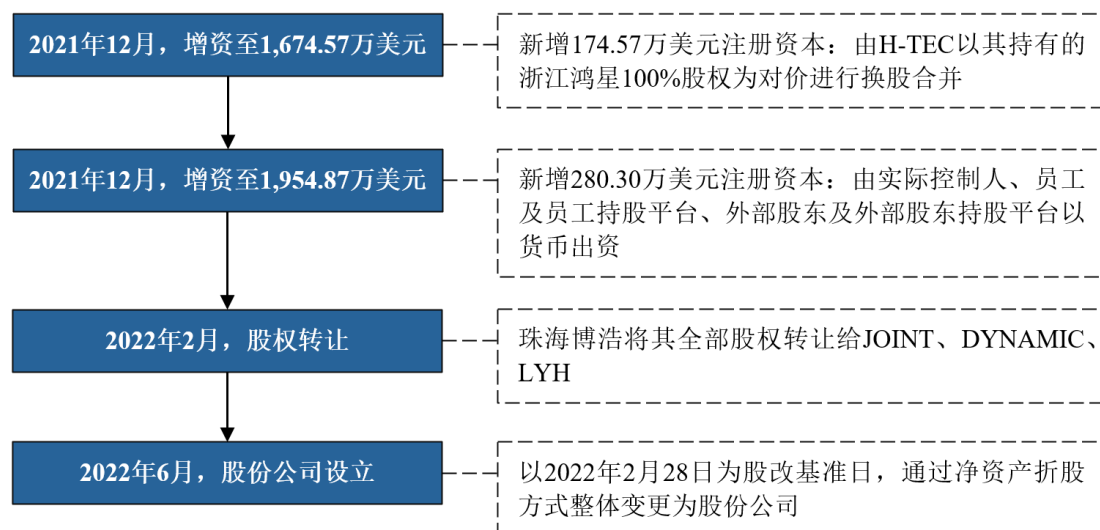 2021年12月，增资至1,674.57万美元
新增174.57万美元注册资本：由H-TEC以其持有的
浙江鸿星100%股权为对价进行换股合并
2021年12月，增资至1,954.87万美元
新增280.30万美元注册资本：由实际控制人、员工
及员工持股平台、外部股东及外部股东持股平台以
货币出资
2022年2月，股权转让
珠海博浩将其全部股权转让给JOINT、DYNAMIC、
LYH
2022年6月，股份公司设立
以2022年2月28日为股改基准日，通过净资产折股
方式整体变更为股份公司